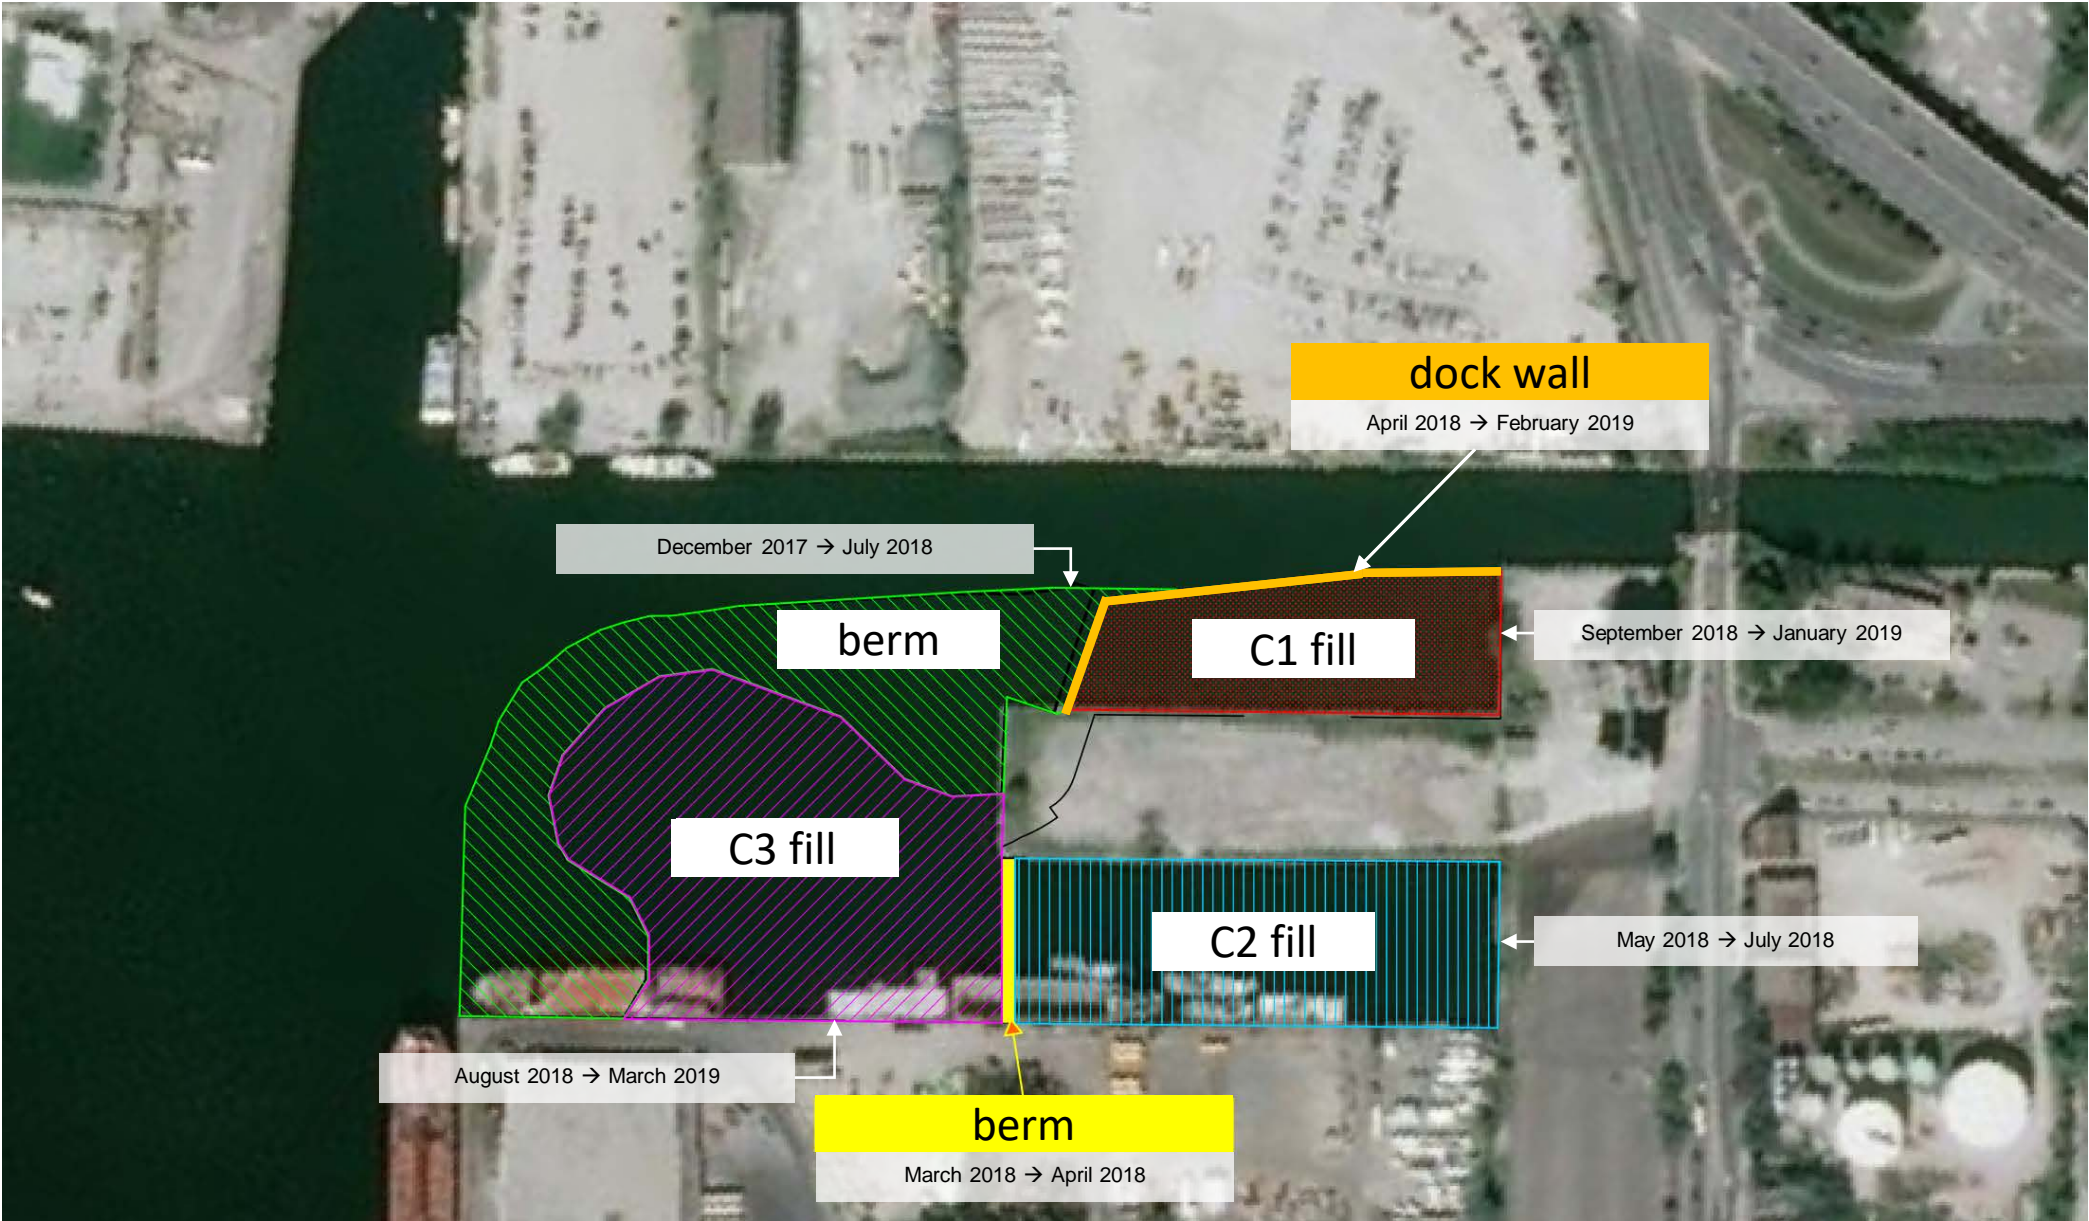 dock wall
April 2018 → February 2019
December 2017 → July 2018
berm
C1 fill
September 2018 → January 2019
C3 fill
C2 fill
May 2018 → July 2018
August 2018 → March 2019
berm
March 2018 → April 2018